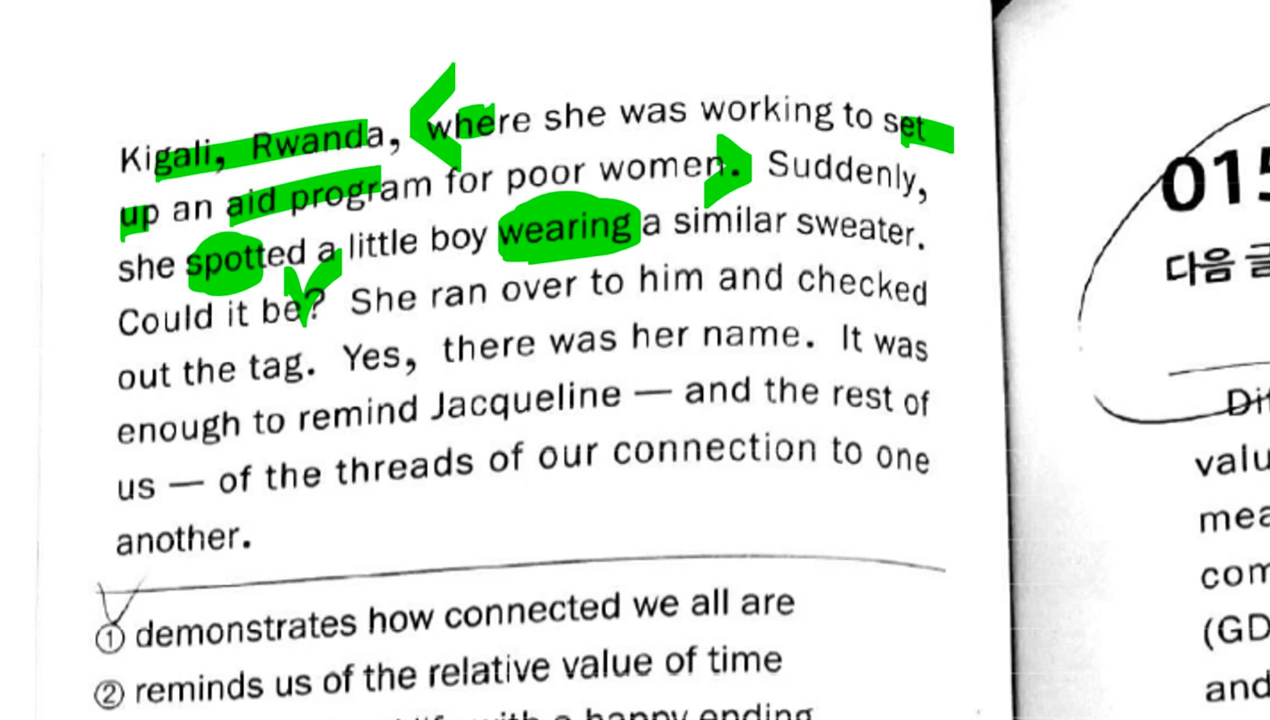 Kigali, Rwanda, where she was working to set
up an aid program for poor women. Suddenly,
she spotted a little boy wearing a similar sweater.
Could it be? She ran over to him and checked
out the tag. Yes, there was her name. It was
enough to remind Jacqueline — and the rest of
us — of the threads of our connection to one
another.
① demonstrates how connected we all are
② reminds us of the relative value of time
with a happy ending
015
다음
valu
mea
com
(GD
and